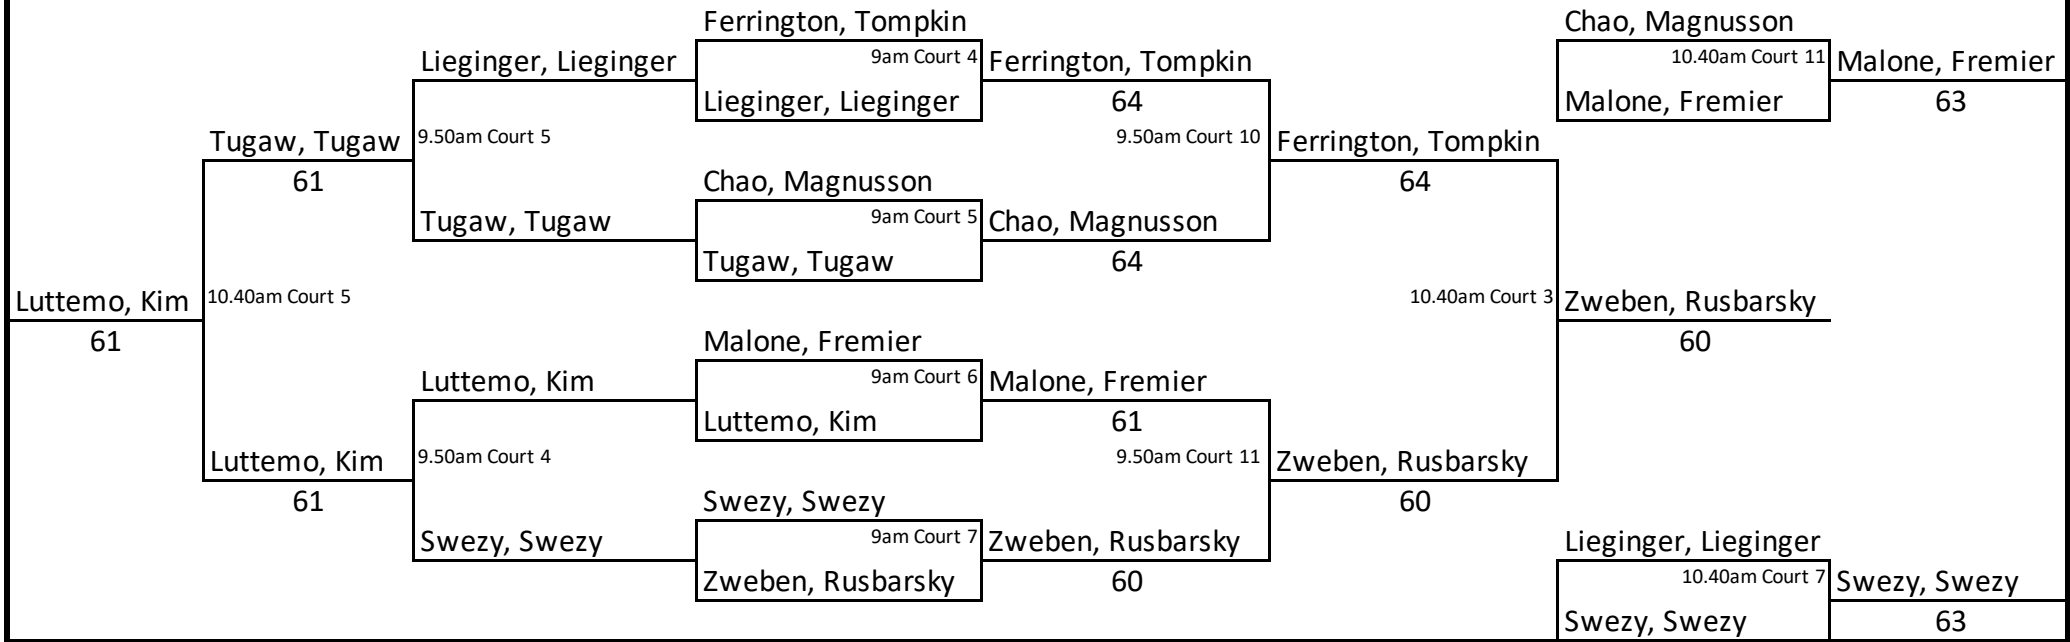 Ferrington, Tompkin
Chao, Magnusson
Lieginger, Lieginger
9am Court 4
Ferrington, Tompkin
10.40am Court 11
Malone, Fremier
Lieginger, Lieginger
64
Malone, Fremier
63
Tugaw, Tugaw
9.50am Court 5
9.50am Court 10
Ferrington, Tompkin
61
Chao, Magnusson
64
Tugaw, Tugaw
9am Court 5
Chao, Magnusson
Tugaw, Tugaw
64
Luttemo, Kim
10.40am Court 5
10.40am Court 3
Zweben, Rusbarsky
61
Malone, Fremier
60
Luttemo, Kim
9am Court 6
Malone, Fremier
Luttemo, Kim
61
Luttemo, Kim
9.50am Court 4
9.50am Court 11
Zweben, Rusbarsky
61
Swezy, Swezy
60
Swezy, Swezy
9am Court 7
Zweben, Rusbarsky
Lieginger, Lieginger
Zweben, Rusbarsky
60
10.40am Court 7
Swezy, Swezy
Swezy, Swezy
63